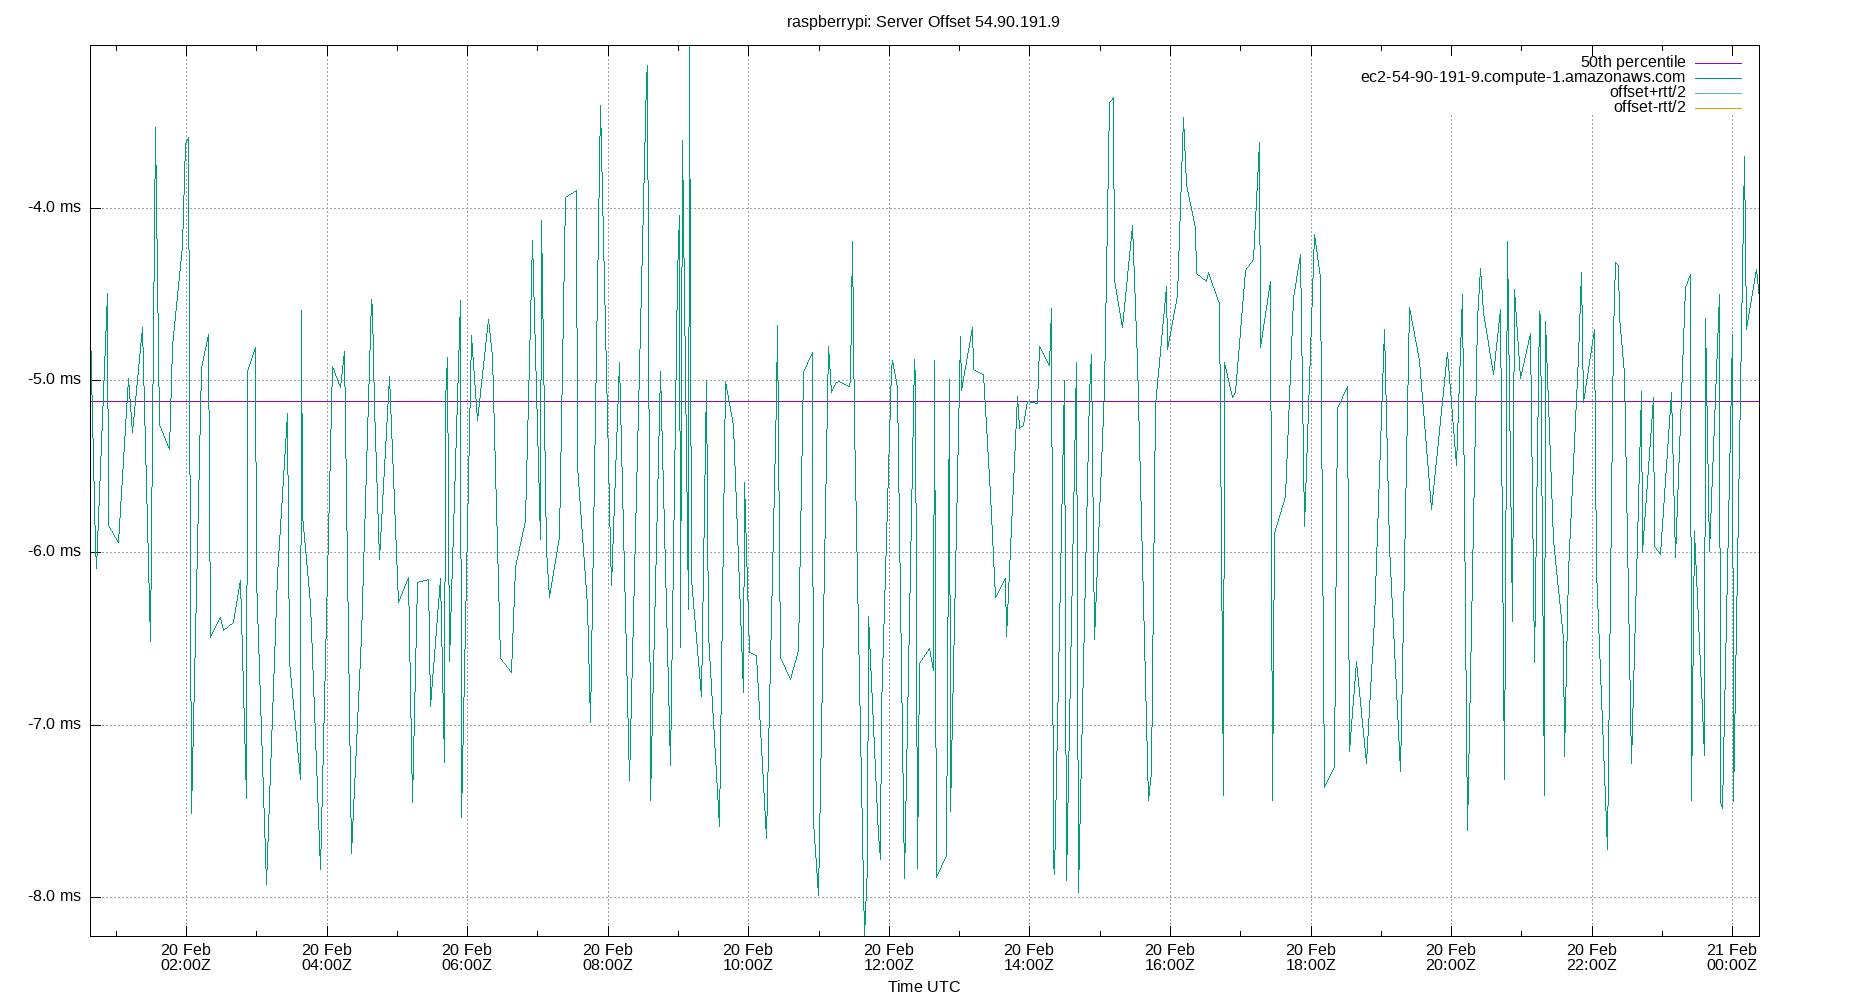 raspberrypi: Server Offset 54.90.191.9
50th percentile
ec2-54-90-191-9.compute-1.amazonaws.com
offset+rtt/2
offset-rtt/2
-4.0 ms
-5.0 ms
-6.0 ms
-7.0 ms
-8.0 ms
20 Feb 20 Feb 20 Feb 20 Feb 20 Feb 20 Feb 20 Feb 20 Feb 20 Feb 20 Feb 20 Feb 21 Feb
02:00Z 04:00Z 06:00Z 08:00Z 10:00Z 12:00Z 14:00Z 16:00Z 18:00Z 20:00Z 22:00Z 00:00Z
Time UTC